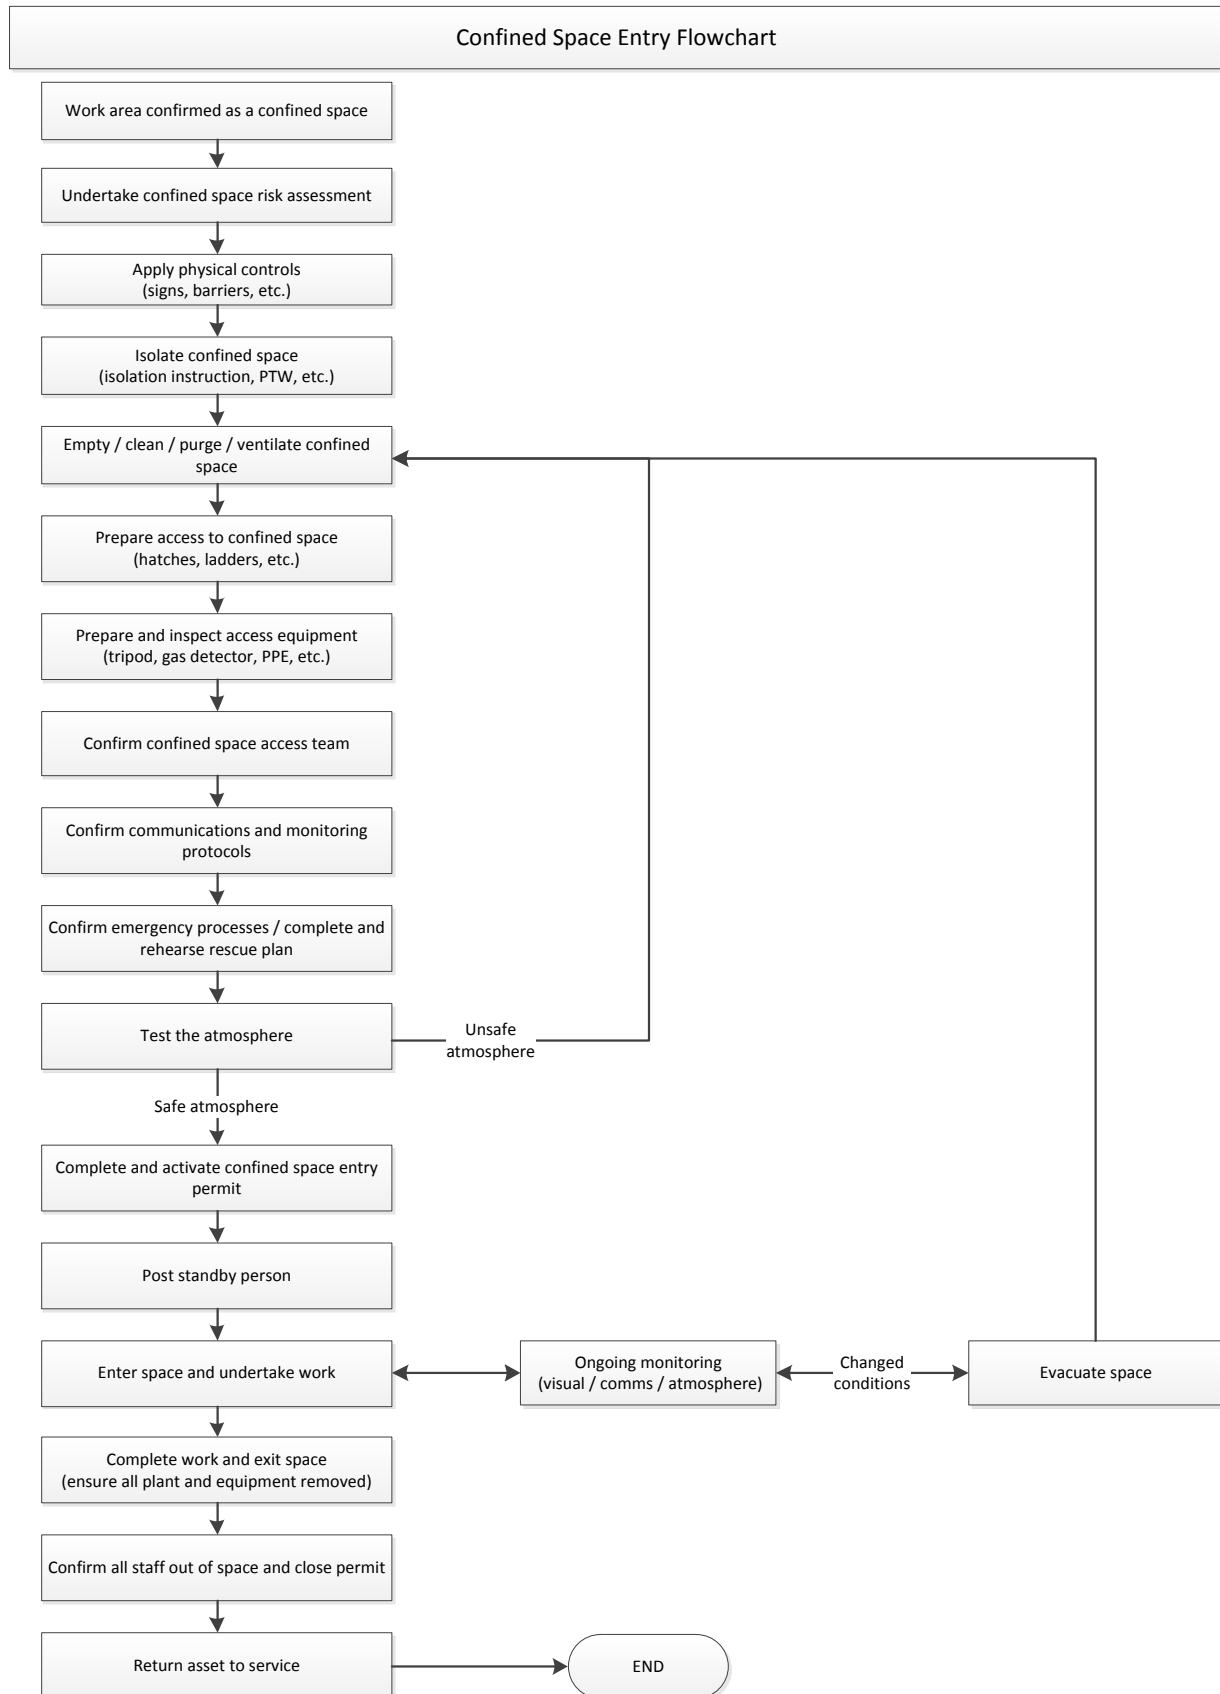 Confined Space Entry Flowchart
Work area confirmed as a confined space
Undertake confined space risk assessment
Apply physical controls
(signs, barriers, etc.)
Isolate confined space
(isolation instruction, PTW, etc.)
Empty / clean / purge / ventilate confined
space
Prepare access to confined space
(hatches, ladders, etc.)
Prepare and inspect access equipment
(tripod, gas detector, PPE, etc.)
Confirm confined space access team
Confirm communications and monitoring
protocols
Confirm emergency processes / complete and
rehearse rescue plan
Test the atmosphere
Unsafe
atmosphere
Safe atmosphere
Complete and activate confined space entry
permit
Post standby person
Enter space and undertake work
Ongoing monitoring
(visual / comms / atmosphere)
Changed
conditions
Evacuate space
Complete work and exit space
(ensure all plant and equipment removed)
Confirm all staff out of space and close permit
Return asset to service
END